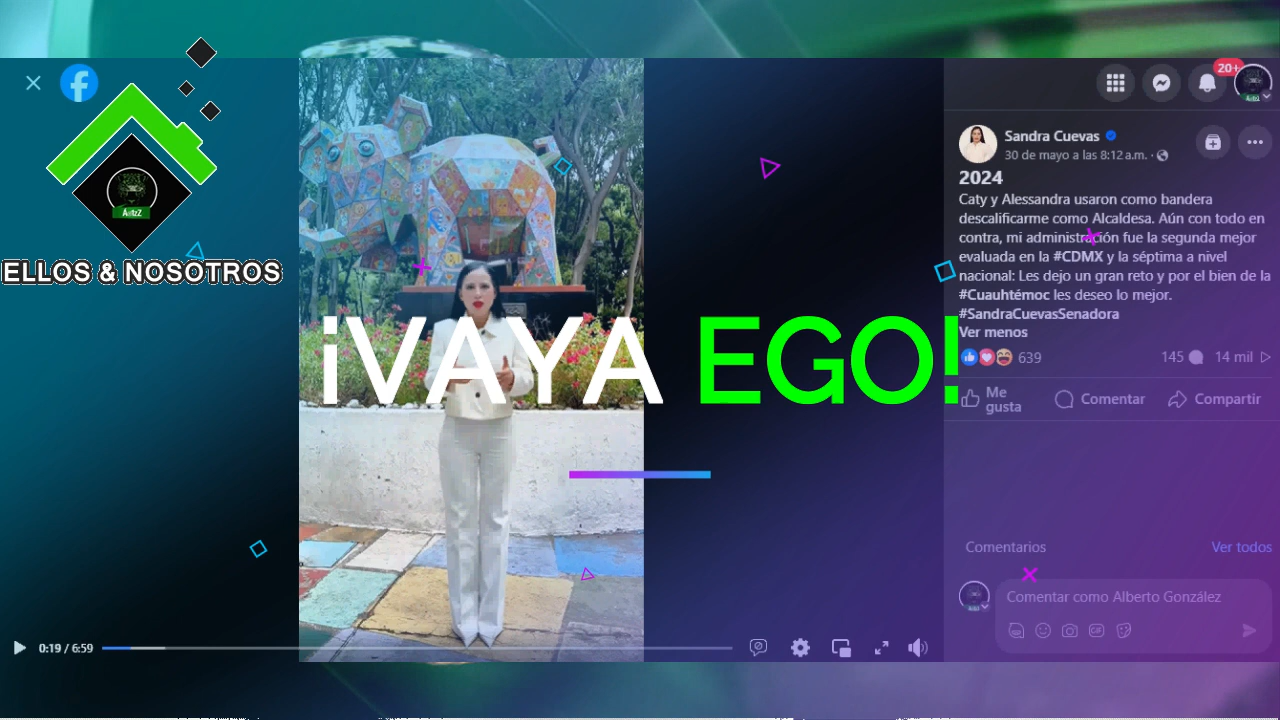 ELLOS & NOSOTROS
¡VAYA EGO!
0:19 / 6:59
20+
Sandra Cuevas
30 de mayo a las 8:12 a.m. ·
2024
Caty y Alessandra usaron como bandera
descalificarme como Alcaldesa. Aún con todo en
contra, mi administración fue la segunda mejor
evaluada en la #CDMX y la séptima a nivel
nacional: Les dejo un gran reto y por el bien de la
#Cuauhtémoc les deseo lo mejor.
#SandraCuevasSenadora
Ver menos
639 145 14 mil
Me gusta Comentar Compartir
Comentarios Ver todos
Comentar como Alberto González
GIF